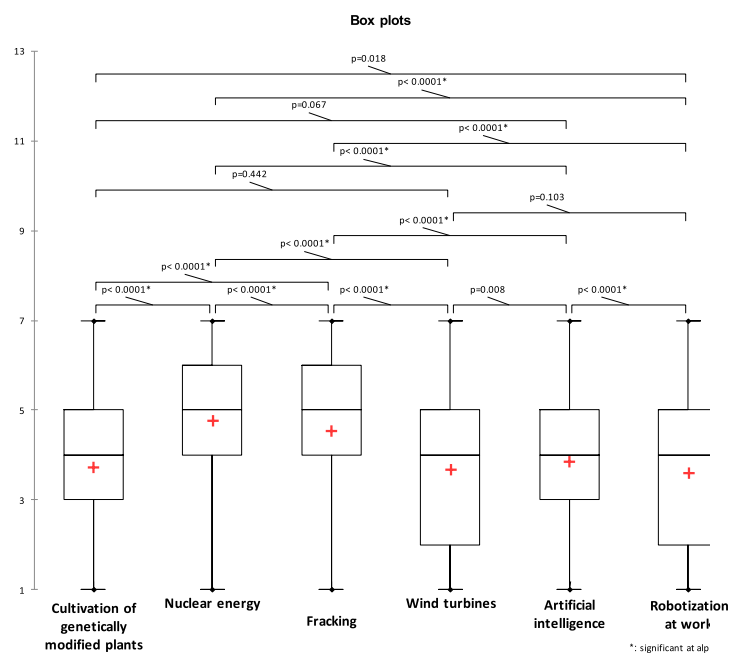 Box plots
13
p=0.018
p< 0.0001*
p=0.067
p< 0.0001*
11
p< 0.0001*
p=0.442
p=0.103
p< 0.0001*
9
p< 0.0001*
p< 0.0001*
p< 0.0001*
p< 0.0001*
p< 0.0001*
p=0.008
p< 0.0001*
7
5
3
1
Cultivation of
genetically
modified plants
Nuclear energy
Fracking
Wind turbines
Artificial
intelligence
Robotization
at work
*: significant at alp